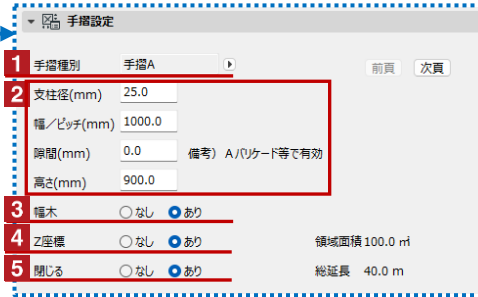 手摺設定
1 手摺種別 手摺A 前頁 次頁
2 支柱径(mm) 25.0
幅/ピッチ(mm) 1000.0
隙間(mm) 0.0 備考) Aバリケード等で有効
高さ(mm) 900.0
3 幅木 なし あり
4 Z座標 なし あり 領域面積 100.0 ㎡
5 閉じる なし あり 総延長 40.0 m